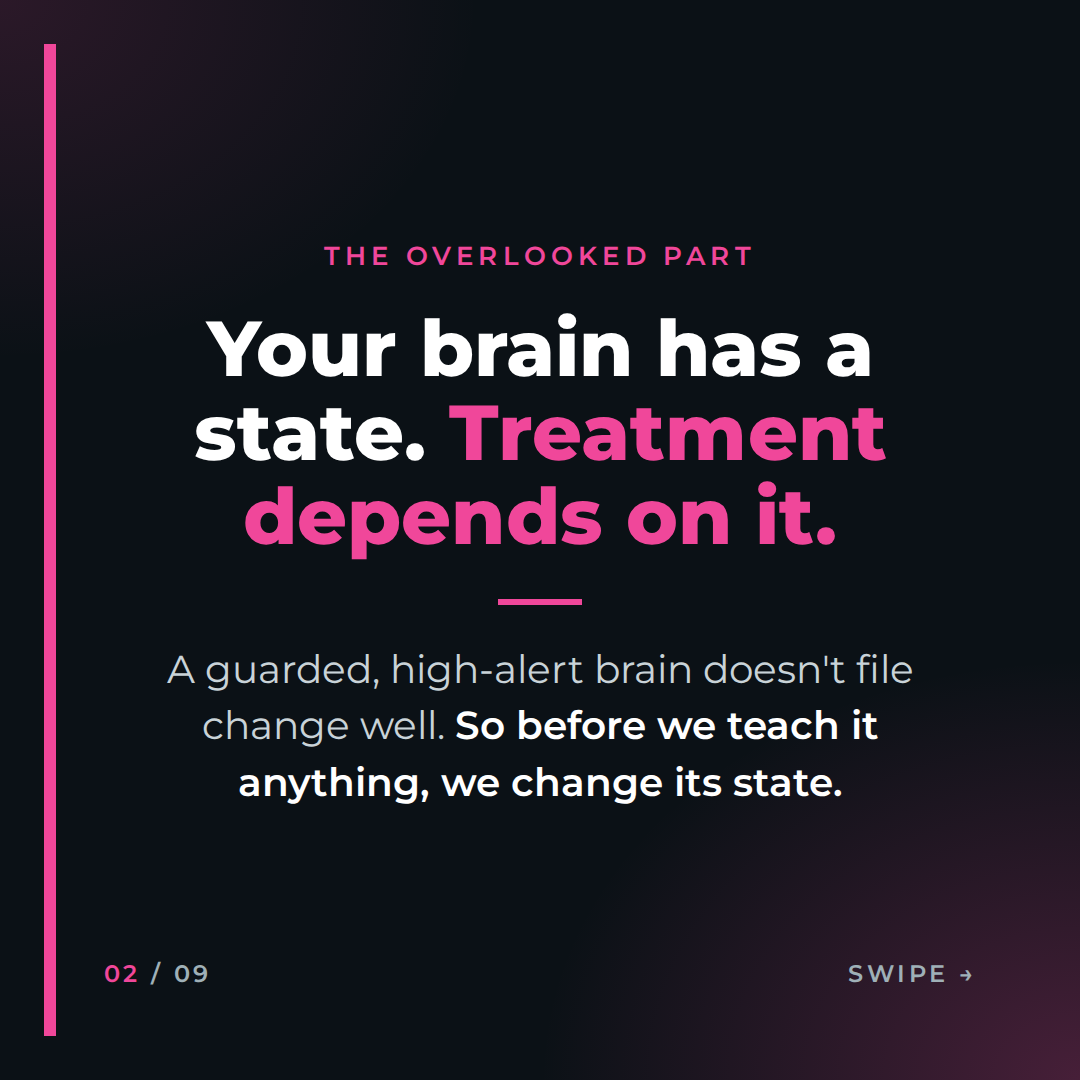 THE OVERLOOKED PART
Your brain has a
state. Treatment
depends on it.
A guarded, high-alert brain doesn't file
change well. So before we teach it
anything, we change its state.
02 / 09
SWIPE →